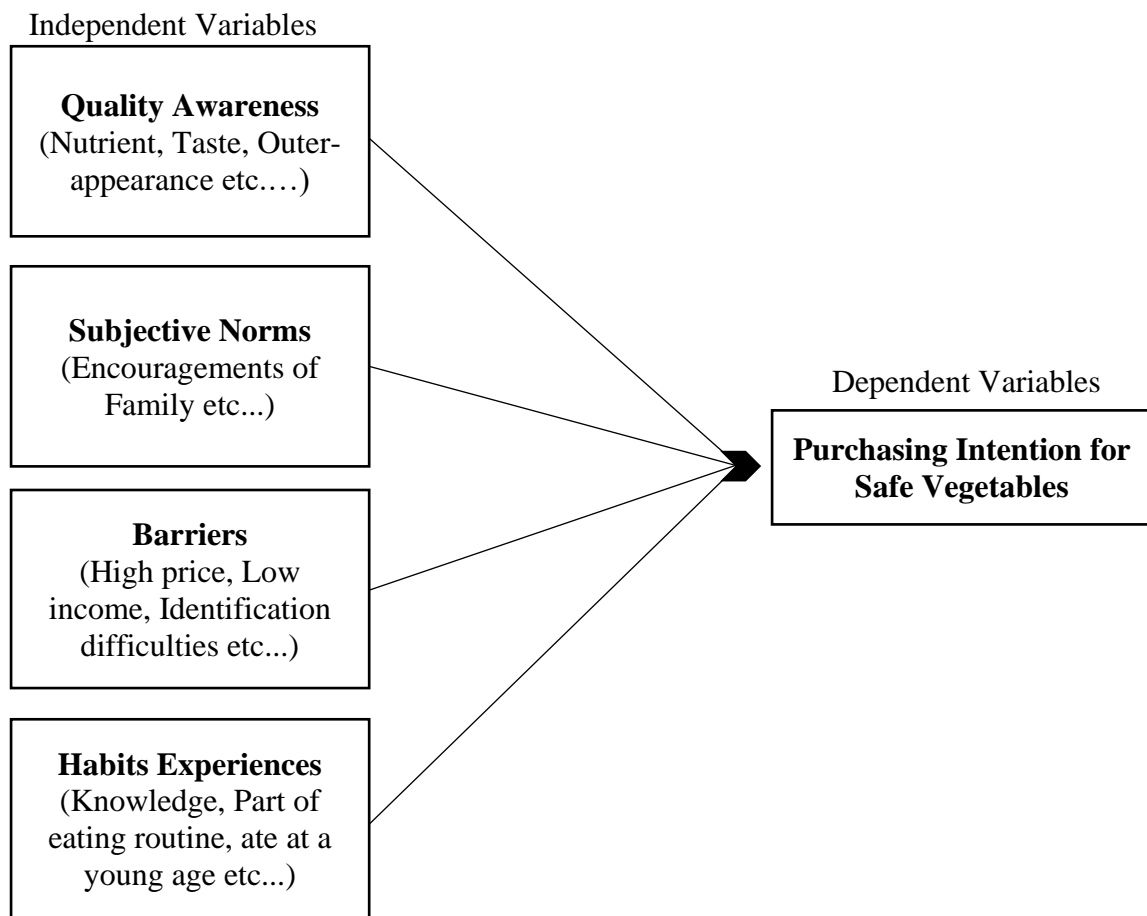 Independent Variables
Quality Awareness
(Nutrient, Taste, Outer-
appearance etc.…)
Subjective Norms
(Encouragements of
Family etc...)
Barriers
(High price, Low
income, Identification
difficulties etc...)
Habits Experiences
(Knowledge, Part of
eating routine, ate at a
young age etc...)
Dependent Variables
Purchasing Intention for
Safe Vegetables